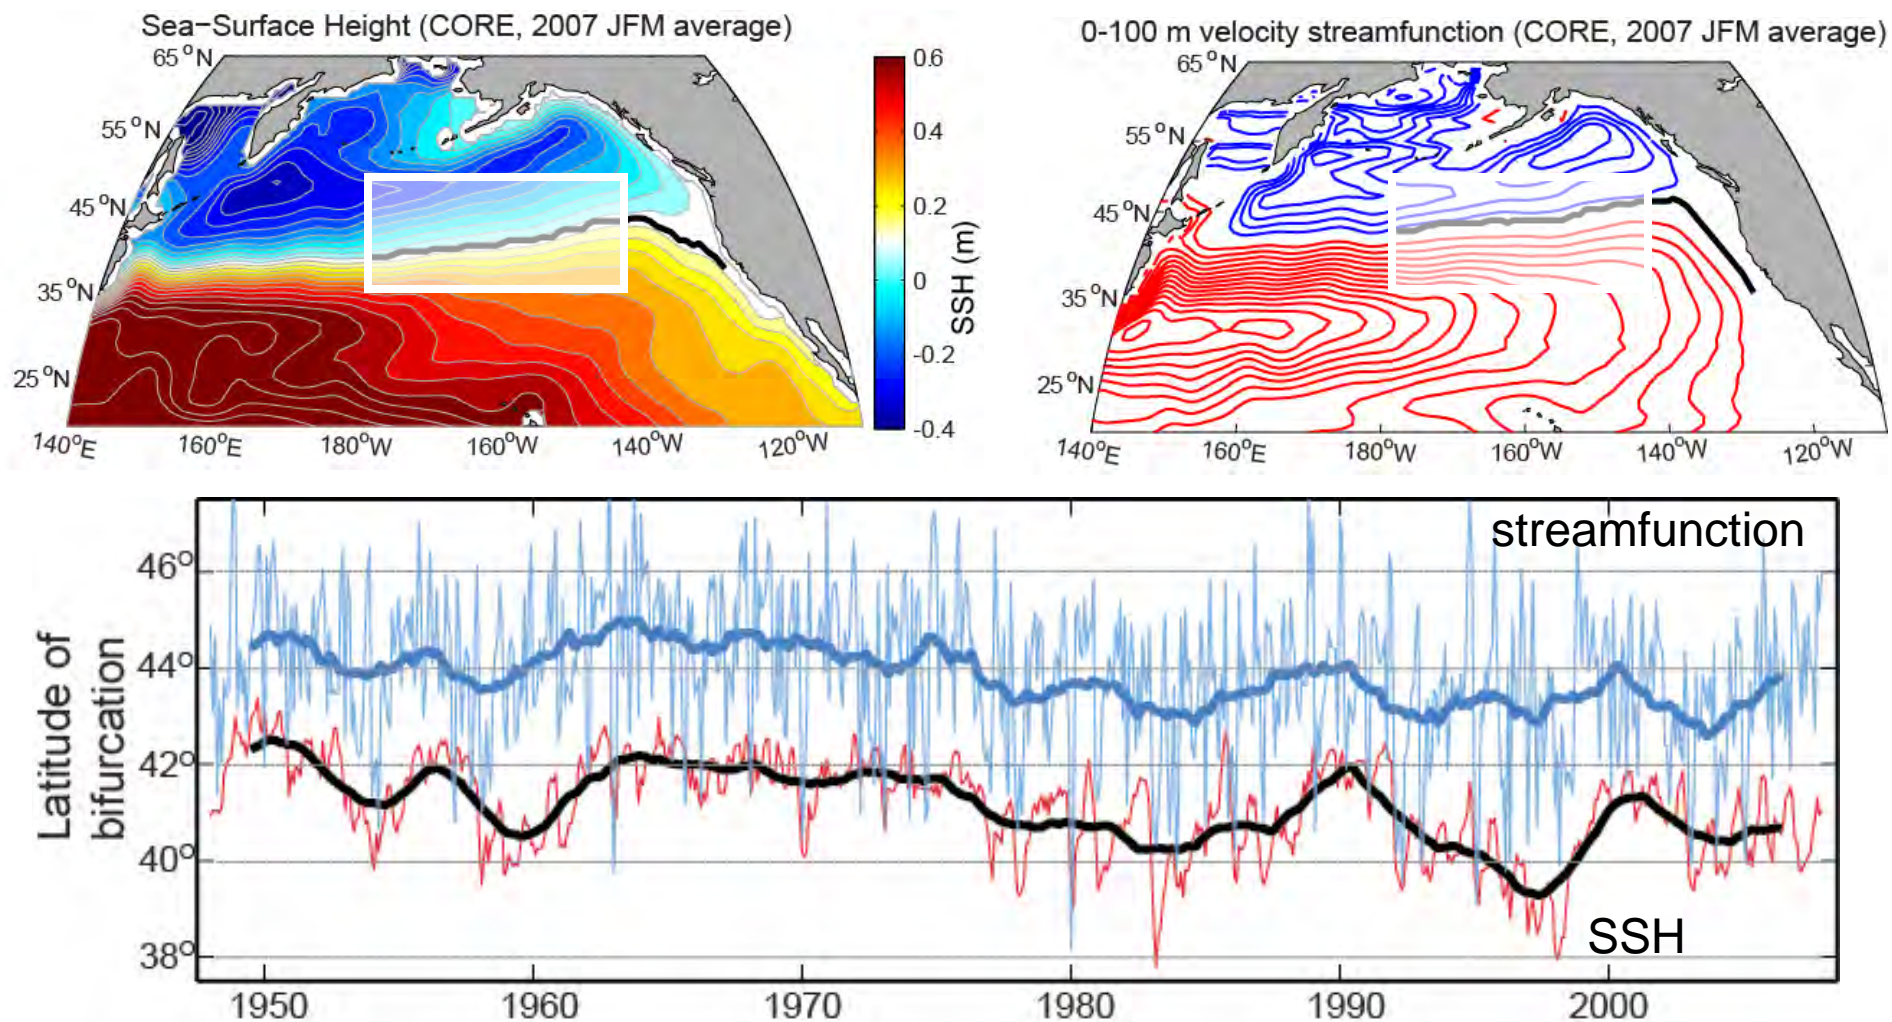 Sea-Surface Height (CORE, 2007 JFM average)
65°N
55°N
45°N
35°N
25°N
140°E 160°E 180°W 160°W 140°W 120°W
0.6
0.4
0.2
0
-0.2
-0.4
SSH (m)
0-100 m velocity streamfunction (CORE, 2007 JFM average)
65°N
55°N
45°N
35°N
25°N
140°E 160°E 180°W 160°W 140°W 120°W
streamfunction
SSH
Latitude of
bifurcation
46°
44°
42°
40°
38°
1950 1960 1970 1980 1990 2000